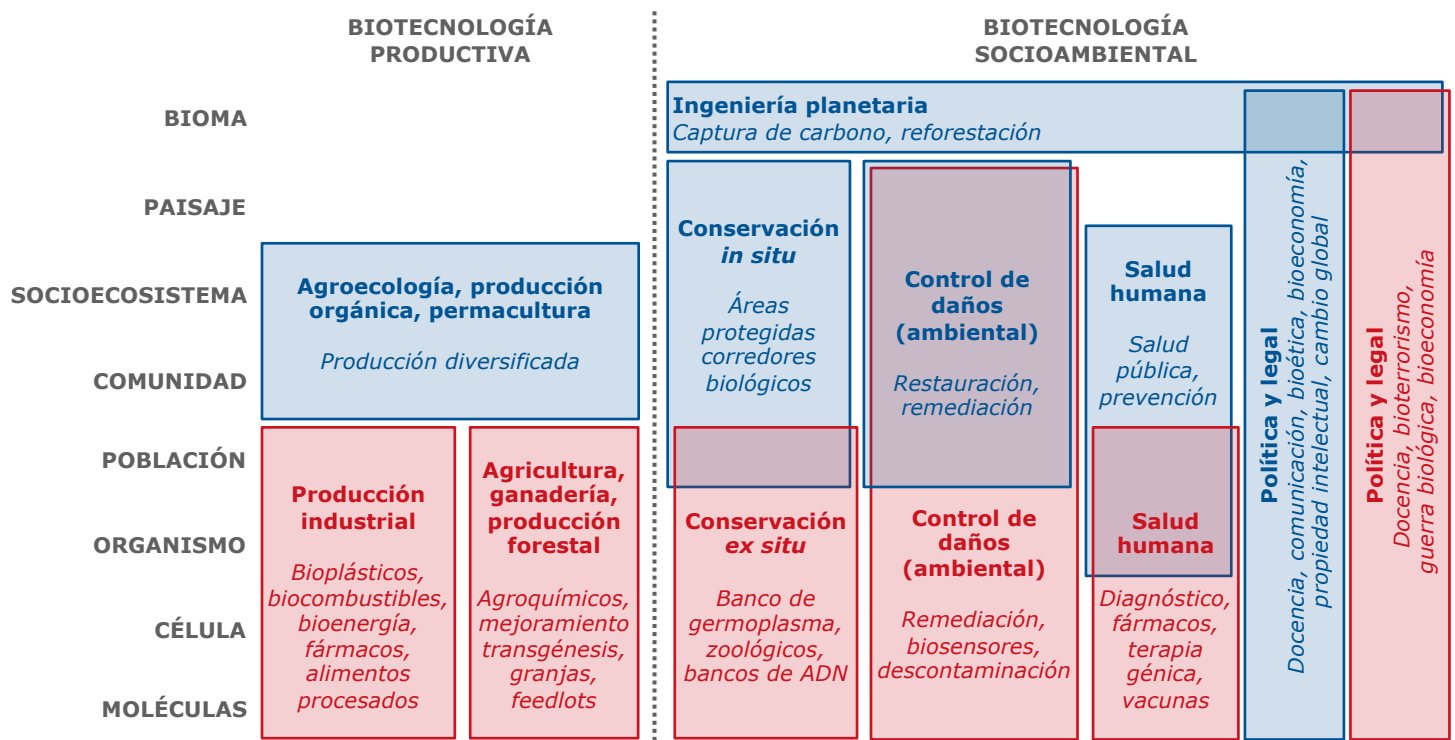 BIOTECNOLOGÍA
PRODUCTIVA
BIOTECNOLOGÍA
SOCIOAMBIENTAL
BIOMA
PAISAJE
SOCIOECOSISTEMA
COMUNIDAD
POBLACIÓN
ORGANISMO
CÉLULA
MOLÉCULAS
Agroecología, producción
orgánica, permacultura
Producción diversificada
Producción
industrial
Bioplásticos,
biocombustibles,
bioenergía,
fármacos,
alimentos
procesados
Agricultura,
ganadería,
producción
forestal
Agroquímicos,
mejoramiento
transgénesis,
granjas,
feedlots
Ingeniería planetaria
Captura de carbono, reforestación
Conservación
in situ
Áreas
protegidas
corredores
biológicos
Conservación
ex situ
Banco de
germoplasma,
zoológicos,
bancos de ADN
Control de
daños
(ambiental)
Restauración,
remediación
Control de
daños
(ambiental)
Remediación,
biosensores,
descontaminación
Salud
humana
Salud
pública,
prevención
Salud
humana
Diagnóstico,
fármacos,
terapia
génica,
vacunas
Política y legal
Docencia, comunicación, bioética, bioeconomía,
propiedad intelectual, cambio global
Política y legal
Docencia, bioterrorismo,
guerra biológica, bioeconomía